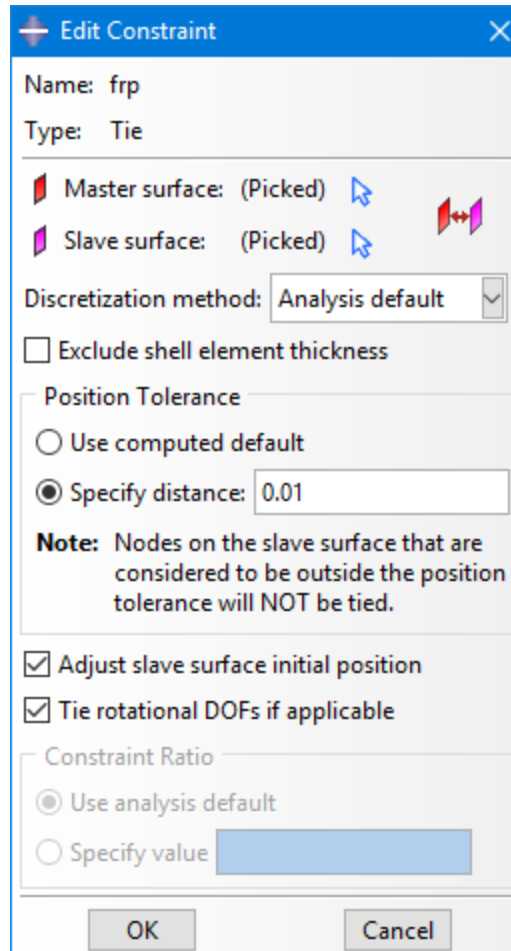 Edit Constraint
Name: frp
Type: Tie
Master surface: (Picked)
Slave surface: (Picked)
Discretization method: Analysis default
Exclude shell element thickness
Position Tolerance
Use computed default
Specify distance: 0.01
Note: Nodes on the slave surface that are
considered to be outside the position
tolerance will NOT be tied.
Adjust slave surface initial position
Tie rotational DOFs if applicable
Constraint Ratio
Use analysis default
Specify value
OK Cancel